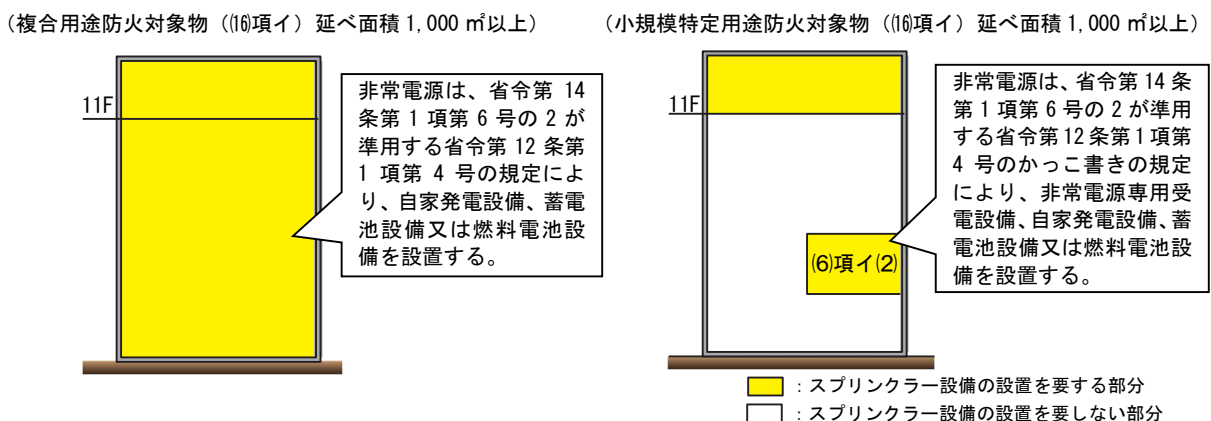 (複合用途防火対象物（⒃項イ）延べ面積 1,000 ㎡以上)
11F
非常電源は、省令第 14
条第 1 項第 6 号の 2 が
準用する省令第 12 条第
1 項第 4 号の規定によ
り、自家発電設備、蓄電
池設備又は燃料電池設
備を設置する。
(小規模特定用途防火対象物（⒃項イ）延べ面積 1,000 ㎡以上)
11F
非常電源は、省令第 14 条
第 1 項第 6 号の 2 が準用
する省令第 12 条第 1 項第
4 号のかっこ書きの規定
により、非常電源専用受
電設備、自家発電設備、蓄
電池設備又は燃料電池設
備を設置する。
⑹項イ⑵
：スプリンクラー設備の設置を要する部分
：スプリンクラー設備の設置を要しない部分